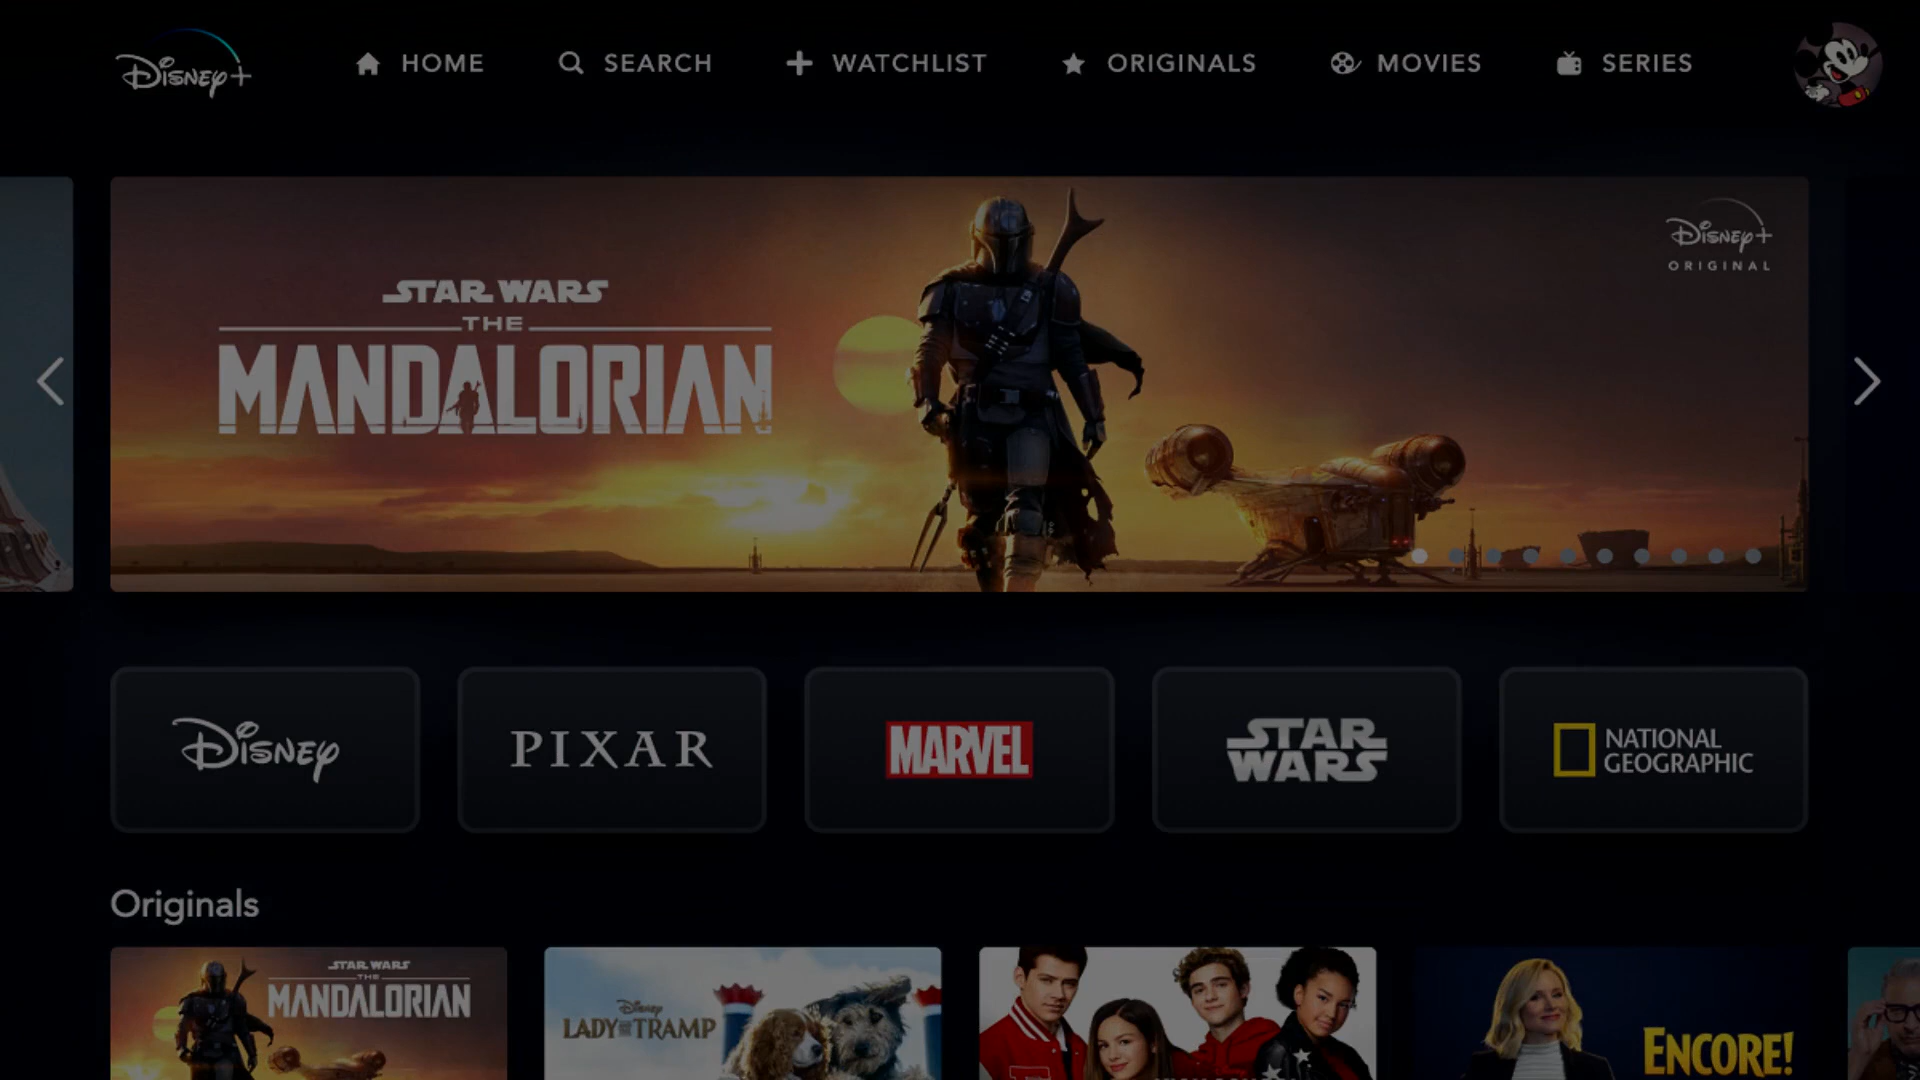 Disney+
HOME
SEARCH
WATCHLIST
ORIGINALS
MOVIES
SERIES
Disney+
ORIGINAL
STAR WARS
THE
MANDALORIAN
Disney
PIXAR
MARVEL
STAR
WARS
NATIONAL
GEOGRAPHIC
Originals
STAR WARS
THE
MANDALORIAN
Disney
LADY AND THE TRAMP
ENCORE!